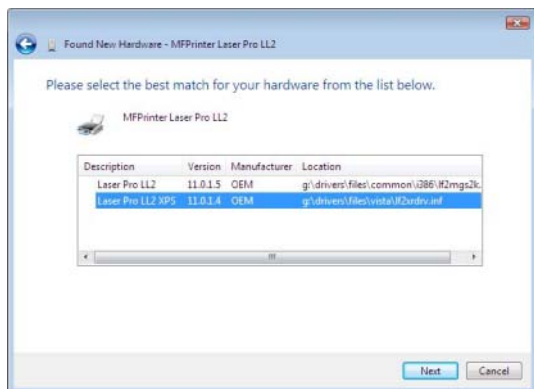 Found New Hardware - MFPrinter Laser Pro LL2
Please select the best match for your hardware from the list below.
MFPrinter Laser Pro LL2
Description Version Manufacturer Location
Laser Pro LL2 11.0.1.5 OEM g:\drivers\files\common\i386\lf2mgs2k.
Laser Pro LL2 XPS 11.0.1.4 OEM g:\drivers\files\vista\lf2xrdrv.inf
Next Cancel